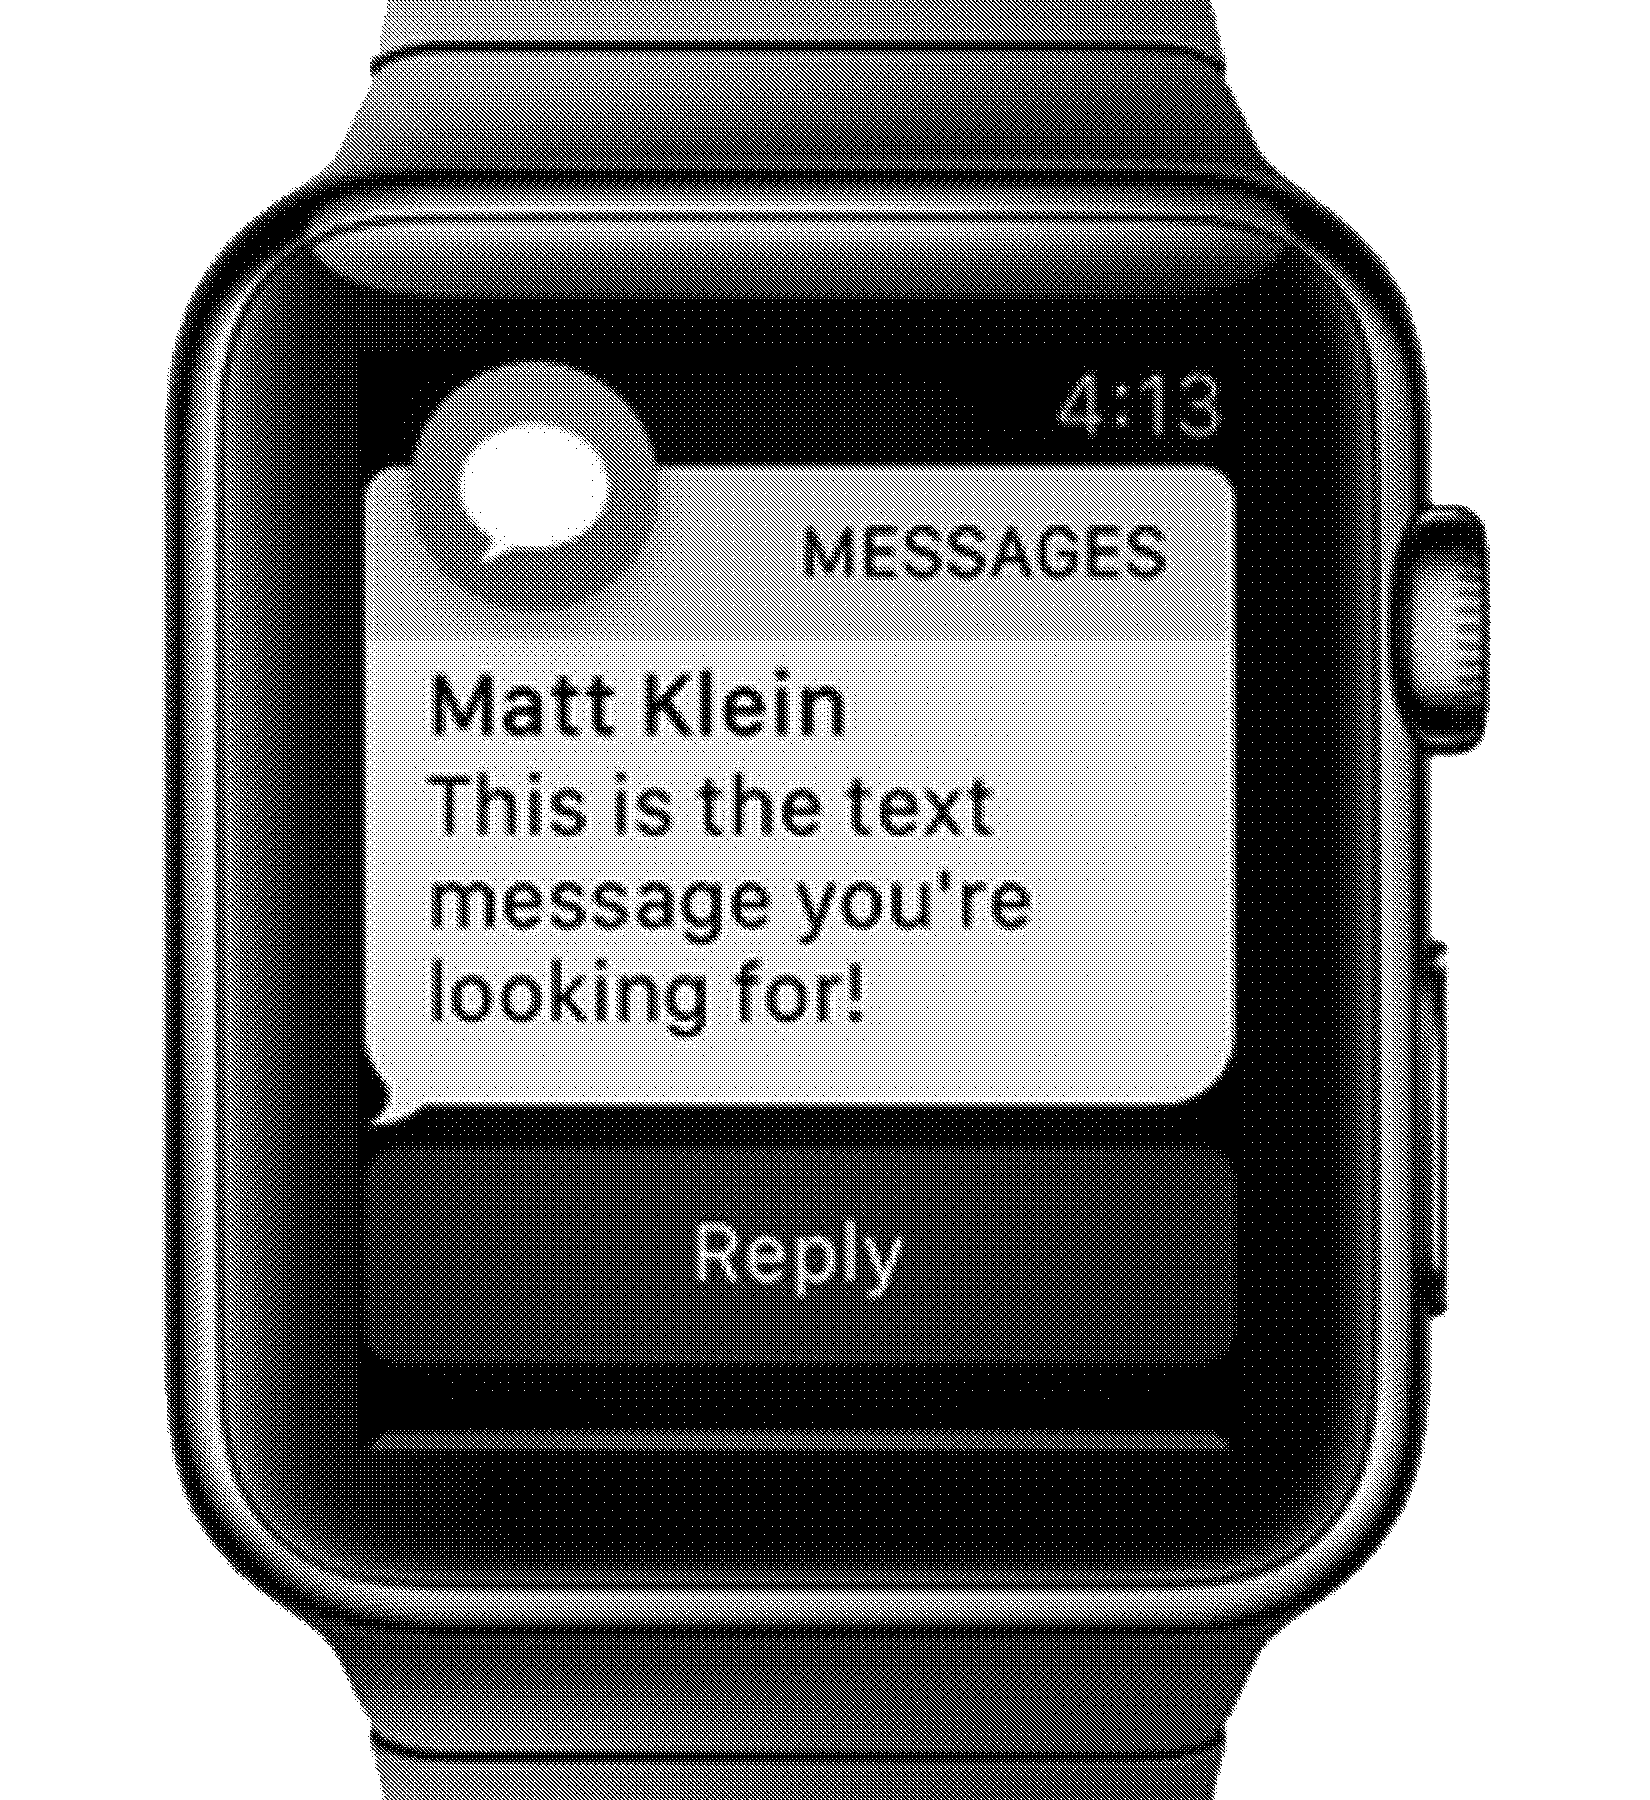 4:13
MESSAGES
Matt Klein
This is the text
message you're
looking for!
Reply